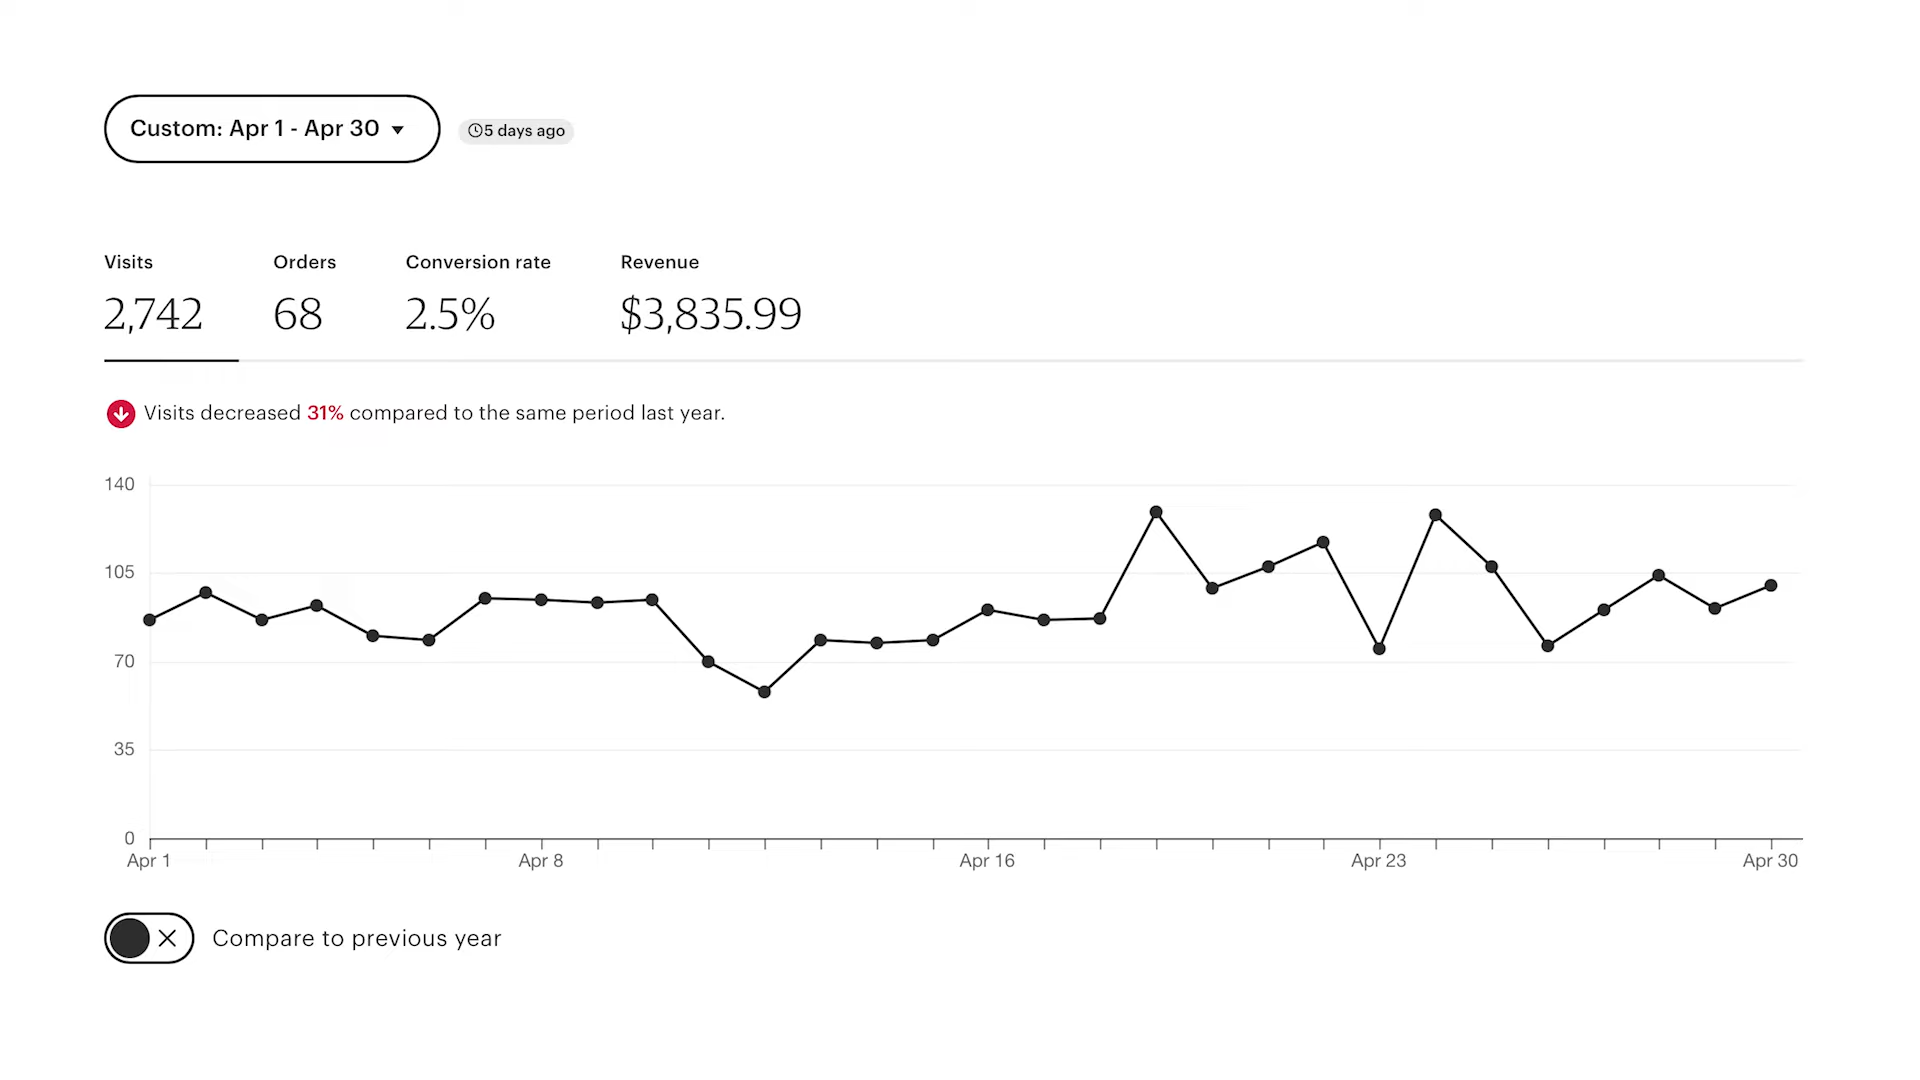 Custom: Apr 1 - Apr 30
5 days ago
Visits
Orders
Conversion rate
Revenue
2,742
68
2.5%
$3,835.99
Visits decreased 31% compared to the same period last year.
140
105
70
35
0
Apr 1
Apr 8
Apr 16
Apr 23
Apr 30
Compare to previous year